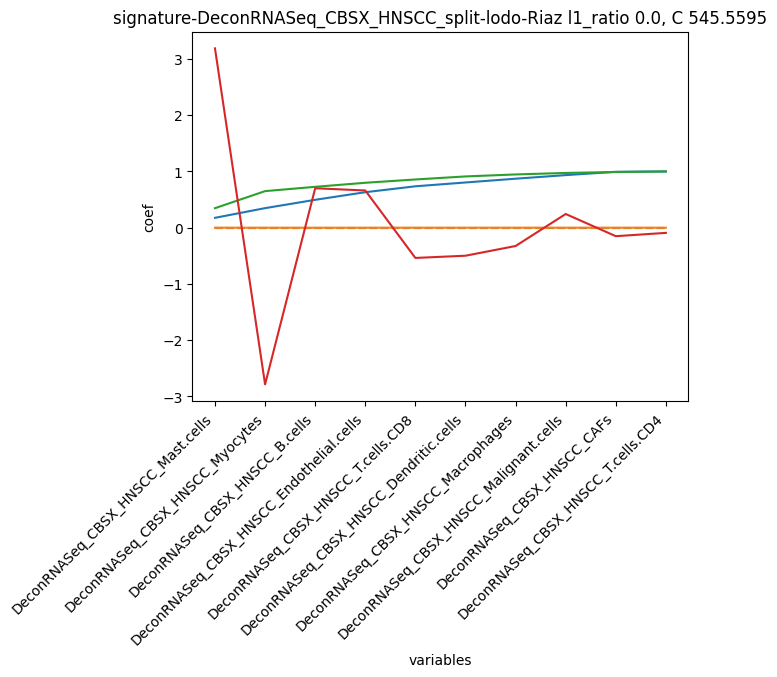 signature-DeconRNASeq_CBSX_HNSCC_split-lodo-Riaz l1_ratio 0.0, C 545.5595
3
2
1
0
−1
−2
−3
coef
DeconRNASeq_CBSX_HNSCC_Mast.cells
DeconRNASeq_CBSX_HNSCC_Myocytes
DeconRNASeq_CBSX_HNSCC_B.cells
DeconRNASeq_CBSX_HNSCC_Endothelial.cells
DeconRNASeq_CBSX_HNSCC_T.cells.CD8
DeconRNASeq_CBSX_HNSCC_Dendritic.cells
DeconRNASeq_CBSX_HNSCC_Macrophages
DeconRNASeq_CBSX_HNSCC_Malignant.cells
DeconRNASeq_CBSX_HNSCC_CAFs
DeconRNASeq_CBSX_HNSCC_T.cells.CD4
variables